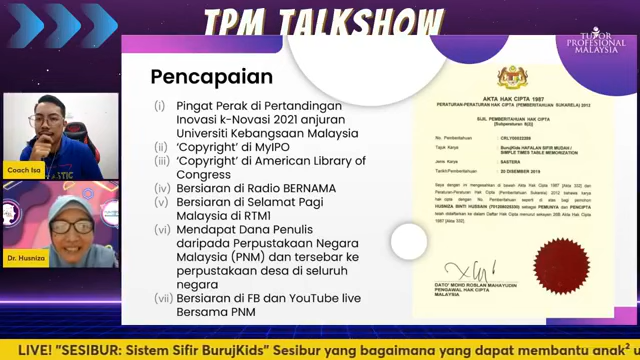 TPM TALKSHOW
TUTOR
PROFESIONAL
MALAYSIA
Pencapaian
(i) Pingat Perak di Pertandingan
Inovasi k-Novasi 2021 anjuran
Universiti Kebangsaan Malaysia
(ii) ‘Copyright’ di MyIPO
(iii) ‘Copyright’ di American Library of
Congress
(iv) Bersiaran di Radio BERNAMA
(v) Bersiaran di Selamat Pagi
Malaysia di RTM1
(vi) Mendapat Dana Penulis
daripada Perpustakaan Negara
Malaysia (PNM) dan tersebar ke
perpustakaan desa di seluruh
negara
(vii) Bersiaran di FB dan YouTube live
Bersama PNM
AKTA HAK CIPTA 1987
PERATURAN-PERATURAN HAK CIPTA (PEMBERITAHUAN SUKARELA) 2012
SIJIL PEMBERITAHUAN HAK CIPTA
[Subperaturan 8(2)]
No. Pemberitahuan :
Tajuk Karya : BurujKids HAFALAN SIFIR MUDAH /
SIMPLE TIMES TABLE MEMORIZATION
Jenis Karya : SASTERA
Tarikh Pemberitahuan : 20 DISEMBER 2019
DATO' MOHD ROSLAN MAHAYUDIN
PENGAWAL HAK CIPTA
MALAYSIA
Coach Isa
Dr. Husniza
LIVE! "SESIBUR: Sistem Sifir BurujKids" Sesibur yang bagaimana yang dapat membantu anak² u